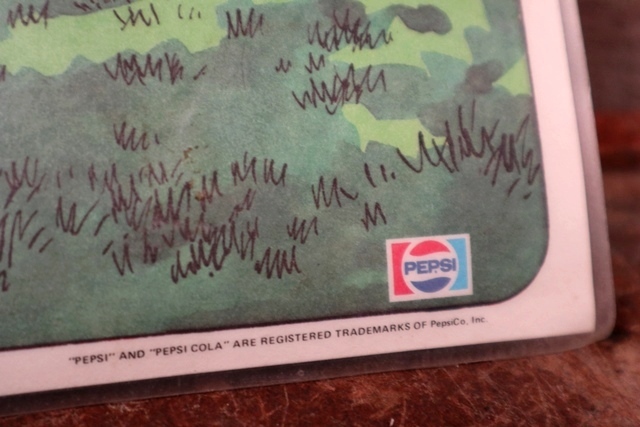 PEPSI
"PEPSI" AND "PEPSI COLA" ARE REGISTERED TRADEMARKS OF PepsiCo, Inc.